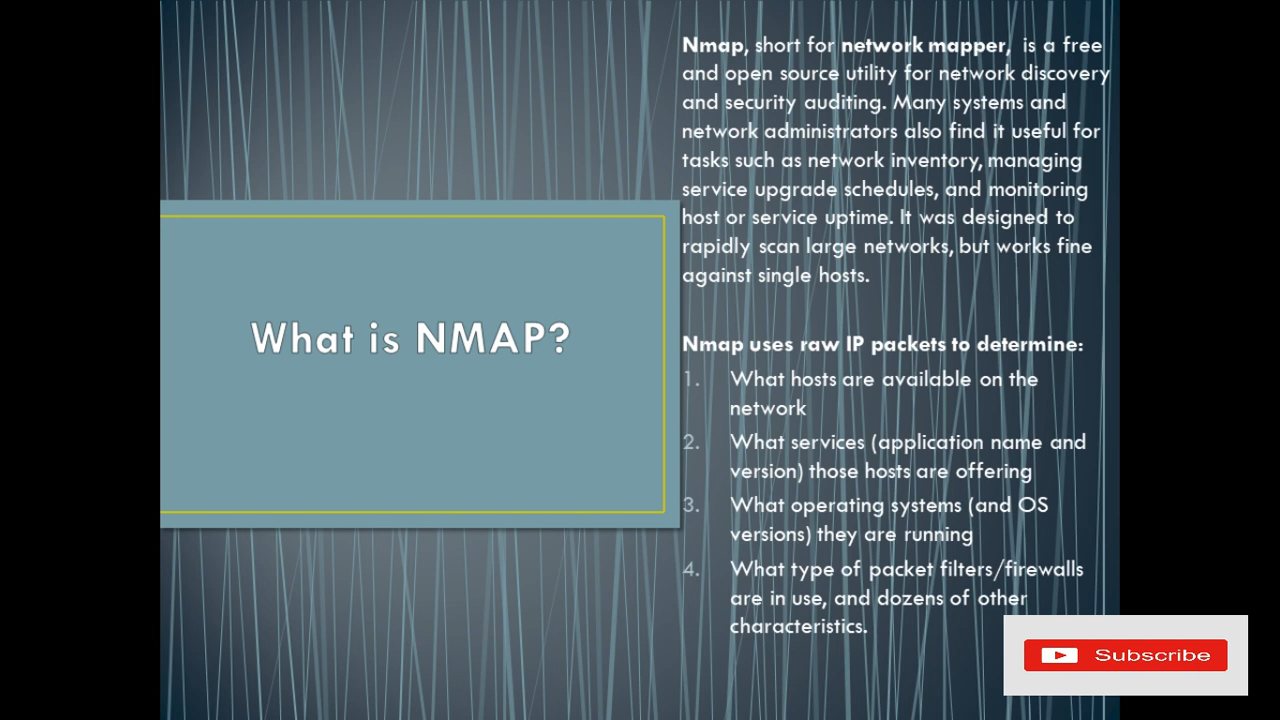 What is NMAP?
Nmap, short for network mapper, is a free
and open source utility for network discovery
and security auditing. Many systems and
network administrators also find it useful for
tasks such as network inventory, managing
service upgrade schedules, and monitoring
host or service uptime. It was designed to
rapidly scan large networks, but works fine
against single hosts.
Nmap uses raw IP packets to determine:
1. What hosts are available on the
network
2. What services (application name and
version) those hosts are offering
3. What operating systems (and OS
versions) they are running
4. What type of packet filters/firewalls
are in use, and dozens of other
characteristics.
Subscribe